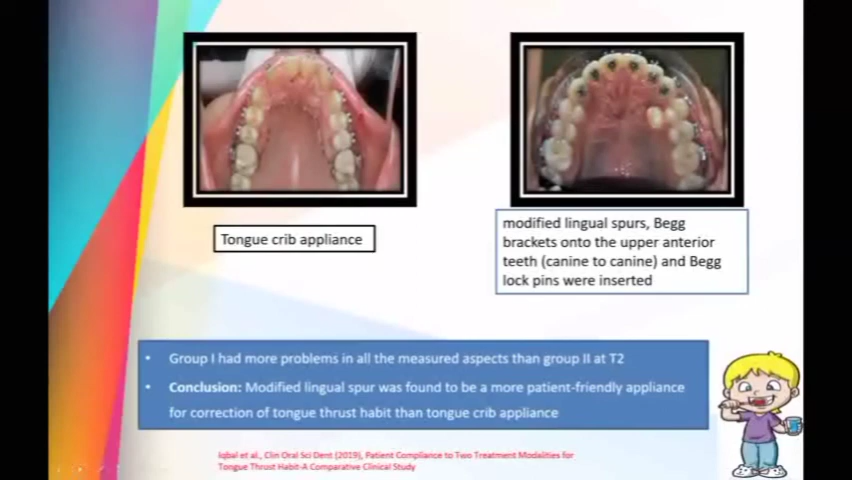 Tongue crib appliance
modified lingual spurs, Begg
brackets onto the upper anterior
teeth (canine to canine) and Begg
lock pins were inserted
• Group I had more problems in all the measured aspects than group II at T2
• Conclusion: Modified lingual spur was found to be a more patient-friendly appliance
for correction of tongue thrust habit than tongue crib appliance
Iqbal et al., Clin Oral Sci Dent (2019), Patient Compliance to Two Treatment Modalities for
Tongue Thrust Habit-A Comparative Clinical Study